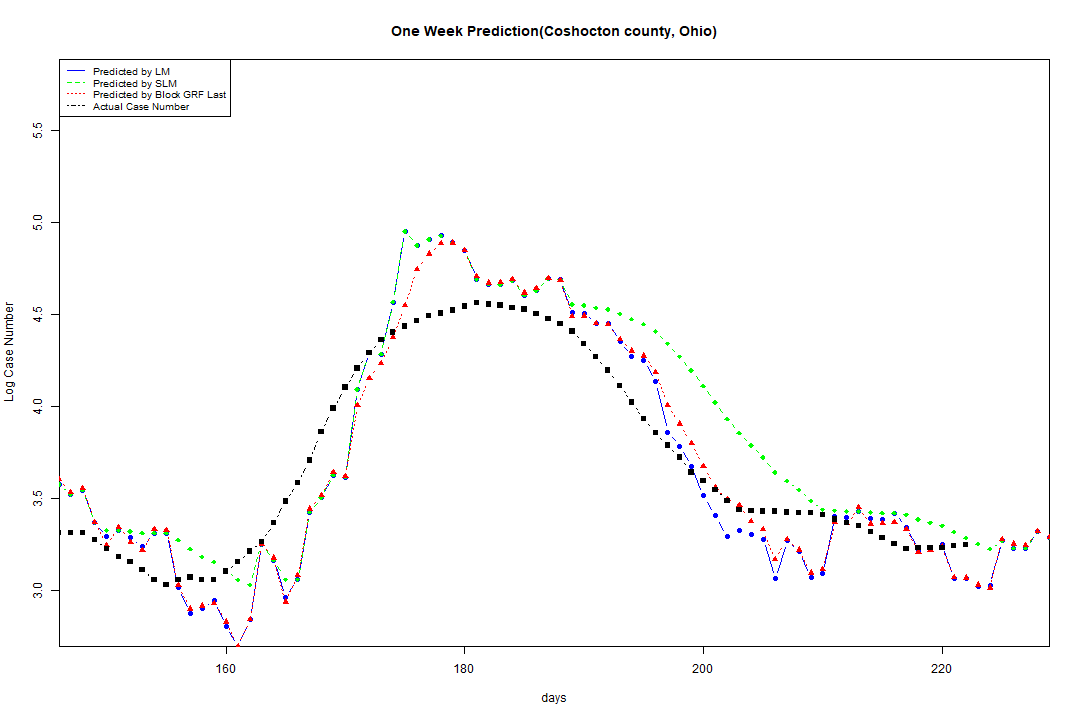 One Week Prediction(Coshocton county, Ohio)
Predicted by LM
Predicted by SLM
Predicted by Block GRF Last
Actual Case Number
5.5
5.0
4.5
4.0
3.5
3.0
Log Case Number
160 180 200 220
days